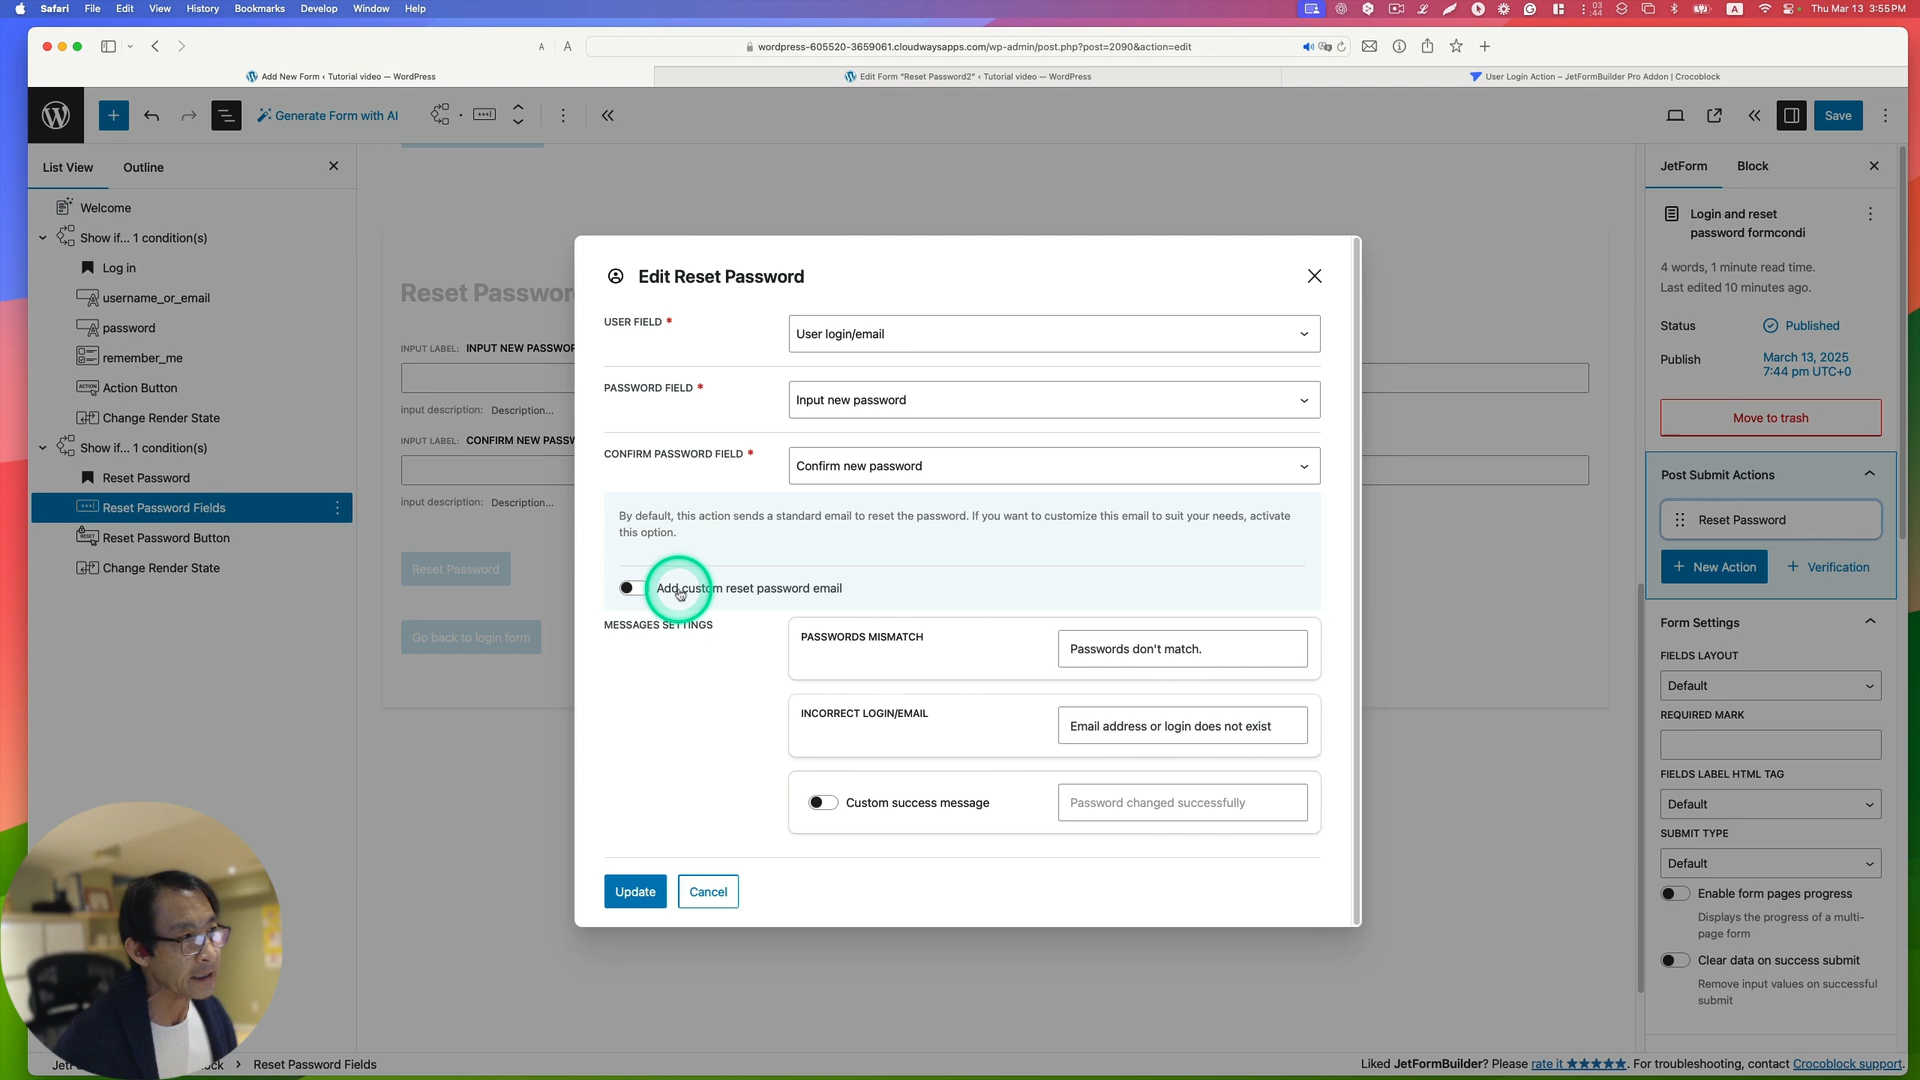 Safari File Edit View History Bookmarks Develop Window Help
03
:44
A
Thu Mar 13 3:55PM
A A
wordpress-605520-3659061.cloudwaysapps.com/wp-admin/post.php?post=2090&action=edit
Add New Form ‹ Tutorial video — WordPress
Edit Form "Reset Password2" ‹ Tutorial video — WordPress
User Login Action – JetFormBuilder Pro Addon | Crocoblock
Generate Form with AI
Save
List View
Outline
Welcome
Show if... 1 condition(s)
Log in
username_or_email
password
remember_me
Action Button
Change Render State
Show if... 1 condition(s)
Reset Password
Reset Password Fields
Reset Password Button
Change Render State
Reset Passwor
INPUT LABEL: INPUT NEW PASSWOR
input description: Description...
INPUT LABEL: CONFIRM NEW PASSW
input description: Description...
Reset Password
Go back to login form
Edit Reset Password
USER FIELD *
User login/email
PASSWORD FIELD *
Input new password
CONFIRM PASSWORD FIELD *
Confirm new password
By default, this action sends a standard email to reset the password. If you want to customize this email to suit your needs, activate
this option.
Add custom reset password email
MESSAGES SETTINGS
PASSWORDS MISMATCH
Passwords don't match.
INCORRECT LOGIN/EMAIL
Email address or login does not exist
Custom success message
Password changed successfully
Update
Cancel
JetForm
Block
Login and reset
password formcondi
4 words, 1 minute read time.
Last edited 10 minutes ago.
Status
Published
Publish
March 13, 2025
7:44 pm UTC+0
Move to trash
Post Submit Actions
Reset Password
+ New Action
+ Verification
Form Settings
FIELDS LAYOUT
Default
REQUIRED MARK
FIELDS LABEL HTML TAG
Default
SUBMIT TYPE
Default
Enable form pages progress
Displays the progress of a multi-
page form
Clear data on success submit
Remove input values on successful
submit
Reset Password Fields
Liked JetFormBuilder? Please rate it ★★★★★. For troubleshooting, contact Crocoblock support.